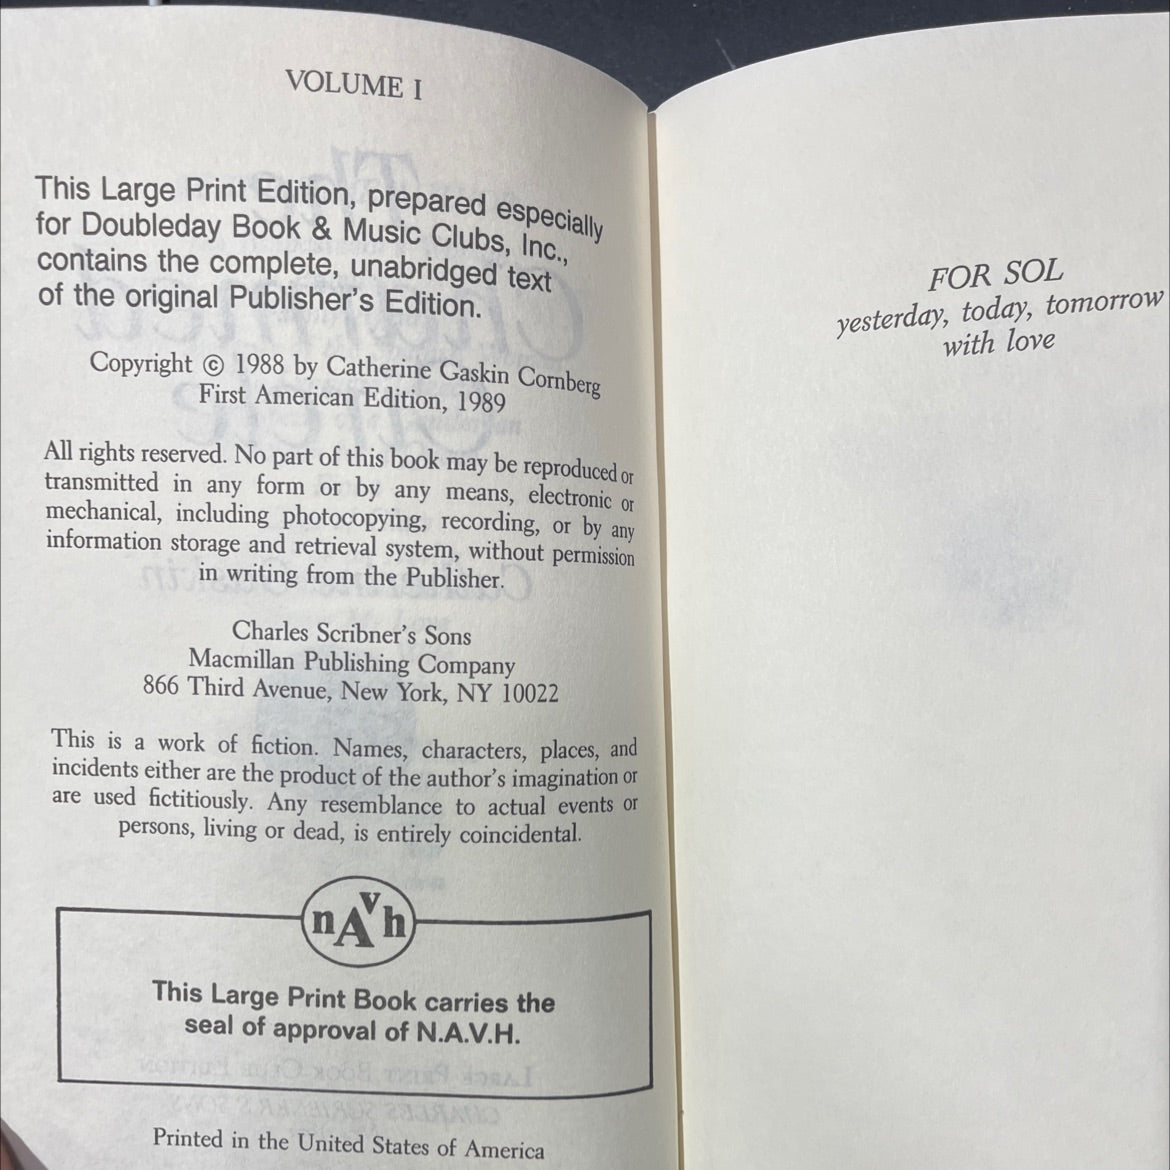 VOLUME I
This Large Print Edition, prepared especially
for Doubleday Book & Music Clubs, Inc.,
contains the complete, unabridged text
of the original Publisher's Edition.
Copyright © 1988 by Catherine Gaskin Cornberg
First American Edition, 1989
All rights reserved. No part of this book may be reproduced or
transmitted in any form or by any means, electronic or
mechanical, including photocopying, recording, or by any
information storage and retrieval system, without permission
in writing from the Publisher.
Charles Scribner's Sons
Macmillan Publishing Company
866 Third Avenue, New York, NY 10022
This is a work of fiction. Names, characters, places, and
incidents either are the product of the author's imagination or
are used fictitiously. Any resemblance to actual events or
persons, living or dead, is entirely coincidental.
nAvh
This Large Print Book carries the
seal of approval of N.A.V.H.
Printed in the United States of America
FOR SOL
yesterday, today, tomorrow
with love